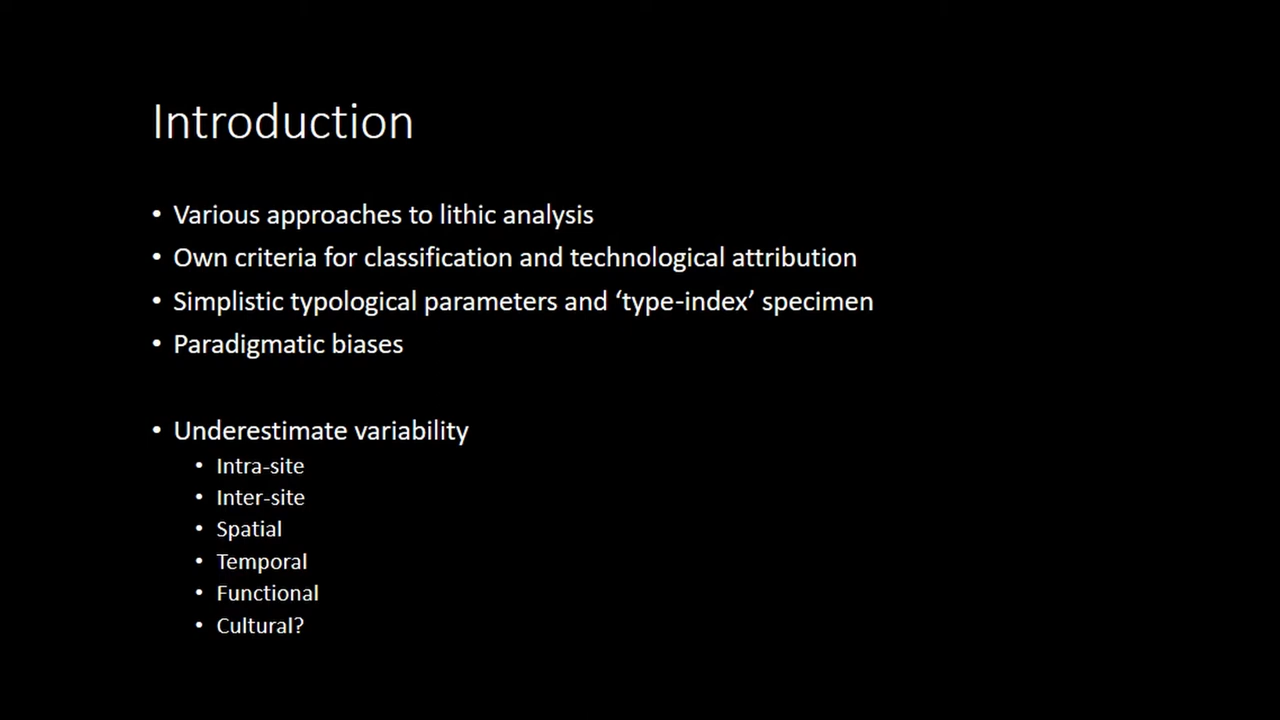 Introduction
• Various approaches to lithic analysis
• Own criteria for classification and technological attribution
• Simplistic typological parameters and ‘type-index’ specimen
• Paradigmatic biases
• Underestimate variability
• Intra-site
• Inter-site
• Spatial
• Temporal
• Functional
• Cultural?